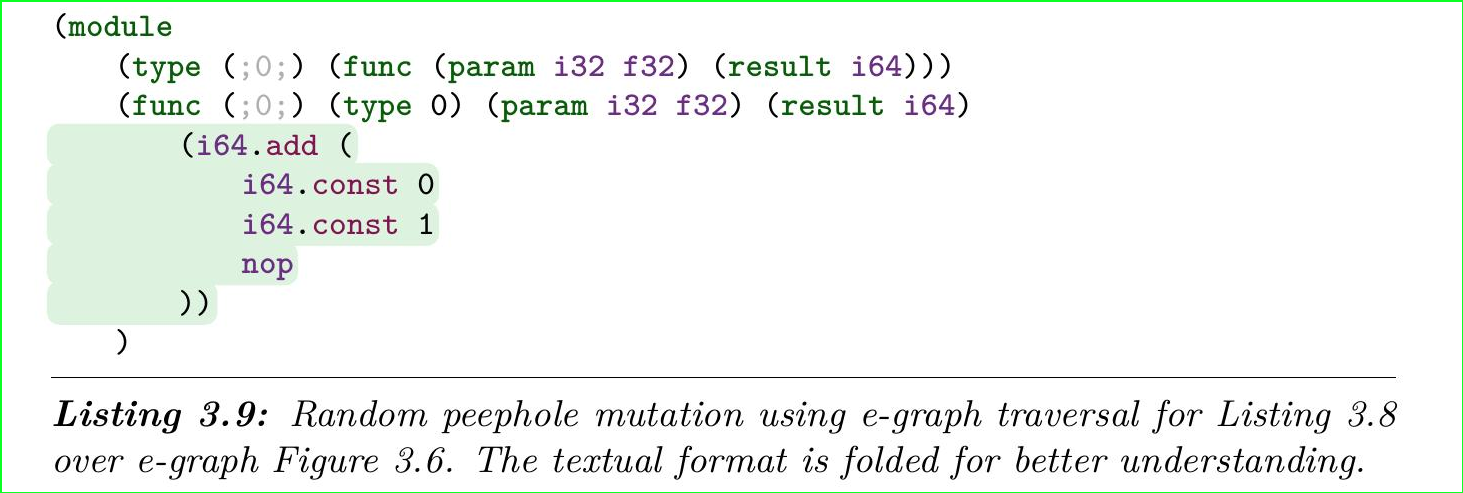 (module
    (type (;0;) (func (param i32 f32) (result i64)))
    (func (;0;) (type 0) (param i32 f32) (result i64)
        (i64.add (
            i64.const 0
            i64.const 1
            nop
        ))
    )
Listing 3.9: Random peephole mutation using e-graph traversal for Listing 3.8
over e-graph Figure 3.6. The textual format is folded for better understanding.